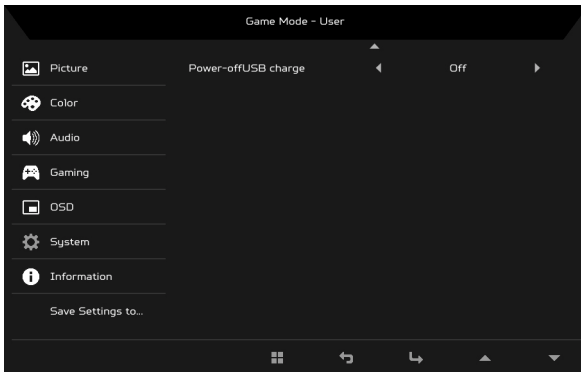 Game Mode - User
Picture
Power-offUSB charge
Off
Color
Audio
Gaming
OSD
System
Information
Save Settings to...